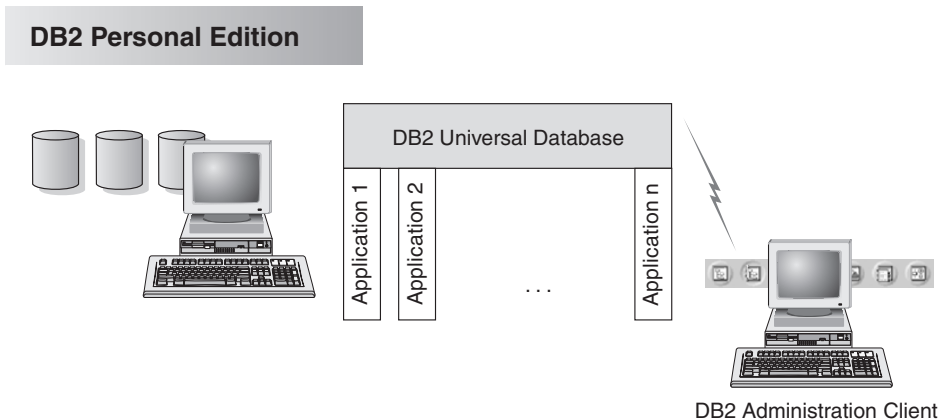 DB2 Personal Edition
DB2 Universal Database
Application 1
Application 2
. . .
Application n
DB2 Administration Client